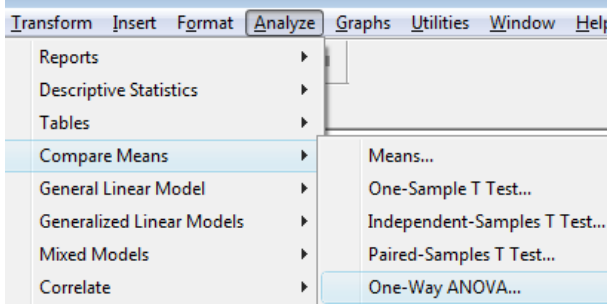 Transform Insert Format Analyze Graphs Utilities Window Help
Reports
Descriptive Statistics
Tables
Compare Means
General Linear Model
Generalized Linear Models
Mixed Models
Correlate
Means...
One-Sample T Test...
Independent-Samples T Test...
Paired-Samples T Test...
One-Way ANOVA...